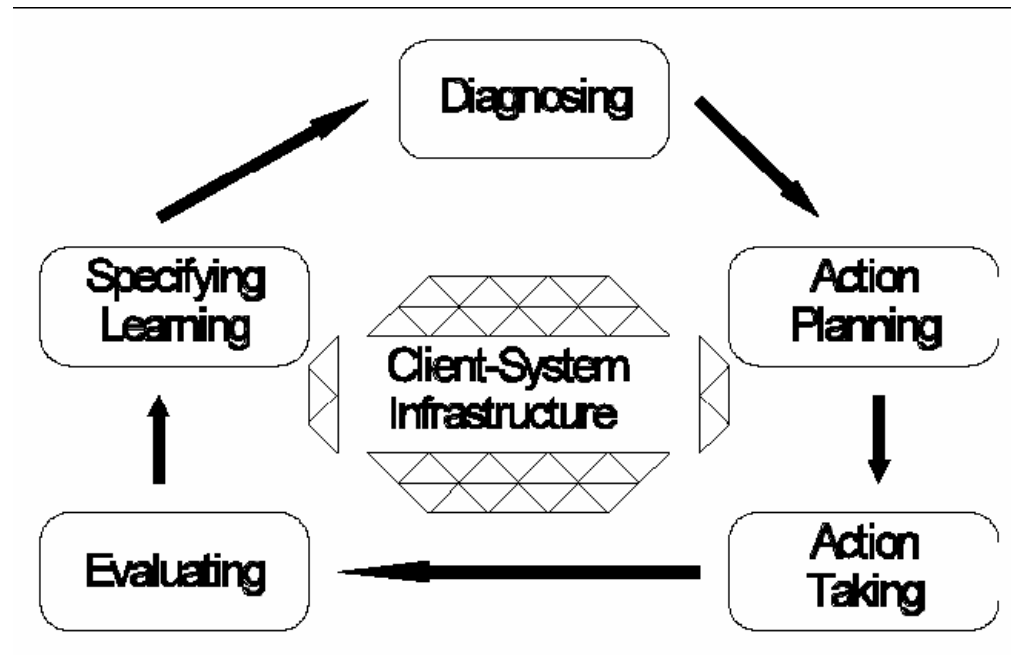 Diagnosing
Specifying
Learning
Action
Planning
Client-System
Infrastructure
Evaluating
Action
Taking